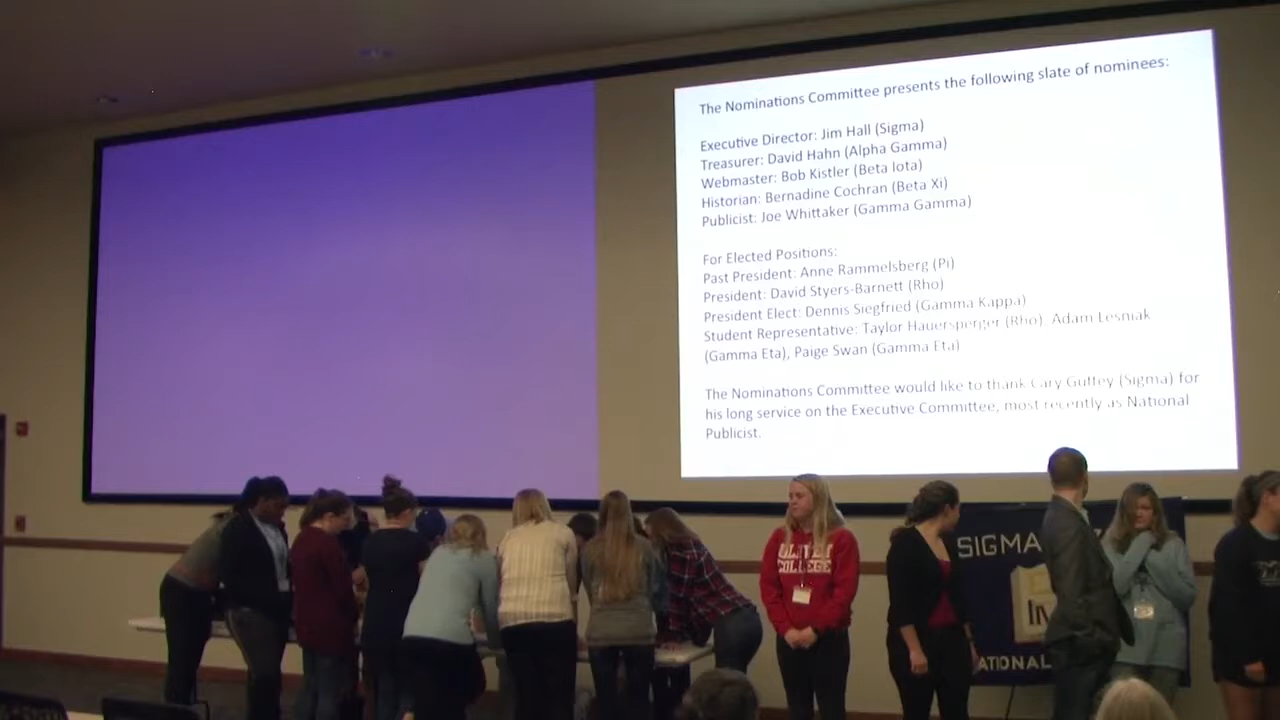 The Nominations Committee presents the following slate of nominees:
Executive Director: Jim Hall (Sigma)
Treasurer: David Hahn (Alpha Gamma)
Webmaster: Bob Kistler (Beta Iota)
Historian: Bernadine Cochran (Beta Xi)
Publicist: Joe Whittaker (Gamma Gamma)
For Elected Positions:
Past President: Anne Rammelsberg (Pi)
President: David Styers-Barnett (Rho)
President Elect: Dennis Siegfried (Gamma Kappa)
Student Representative: Taylor Hauersperger (Rho), Adam Lesniak
(Gamma Eta), Paige Swan (Gamma Eta)
The Nominations Committee would like to thank Cary Guffey (Sigma) for
his long service on the Executive Committee, most recently as National
Publicist.
OLIVET
COLLEGE
SIGMA